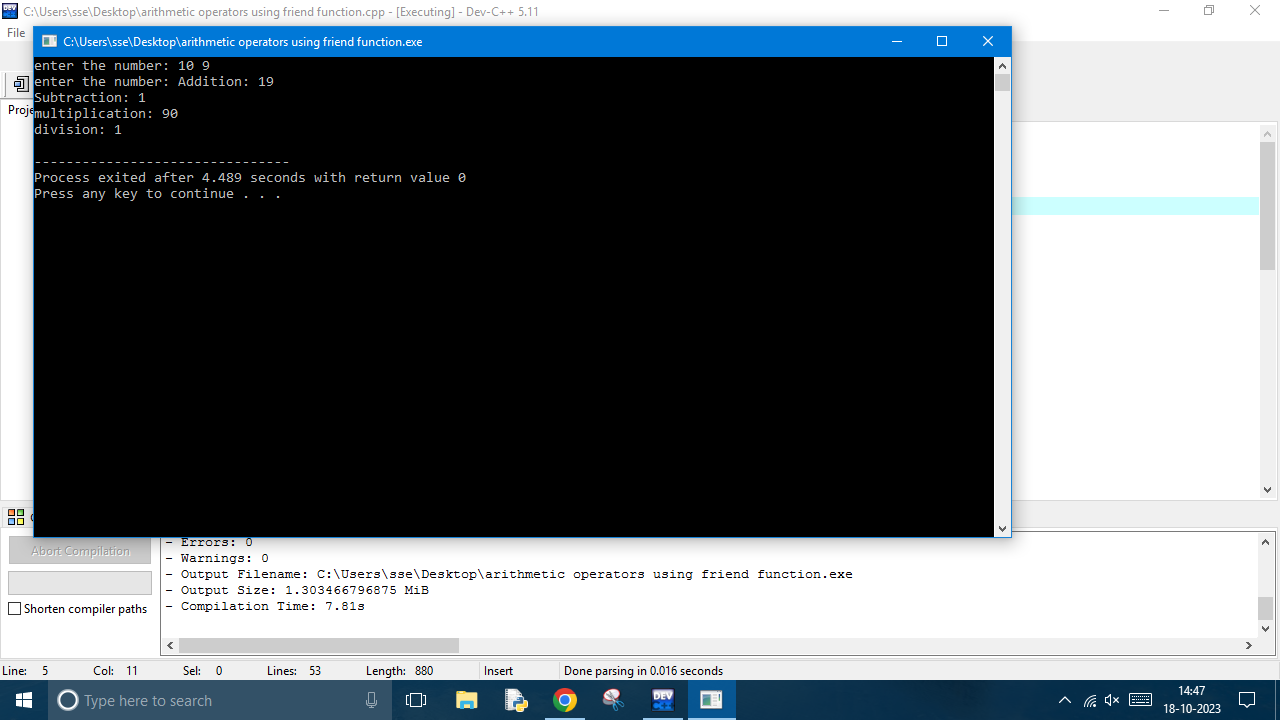 C:\Users\sse\Desktop\arithmetic operators using friend function.cpp - [Executing] - Dev-C++ 5.11
File
C:\Users\sse\Desktop\arithmetic operators using friend function.exe
enter the number: 10 9
enter the number: Addition: 19
Subtraction: 1
multiplication: 90
division: 1
--------------------------------
Process exited after 4.489 seconds with return value 0
Press any key to continue . . .
Abort Compilation
Shorten compiler paths
- Errors: 0
- Warnings: 0
- Output Filename: C:\Users\sse\Desktop\arithmetic operators using friend function.exe
- Output Size: 1.303466796875 MiB
- Compilation Time: 7.81s
Line: 5 Col: 11 Sel: 0 Lines: 53 Length: 880 Insert Done parsing in 0.016 seconds
Type here to search
DEV
14:47
18-10-2023